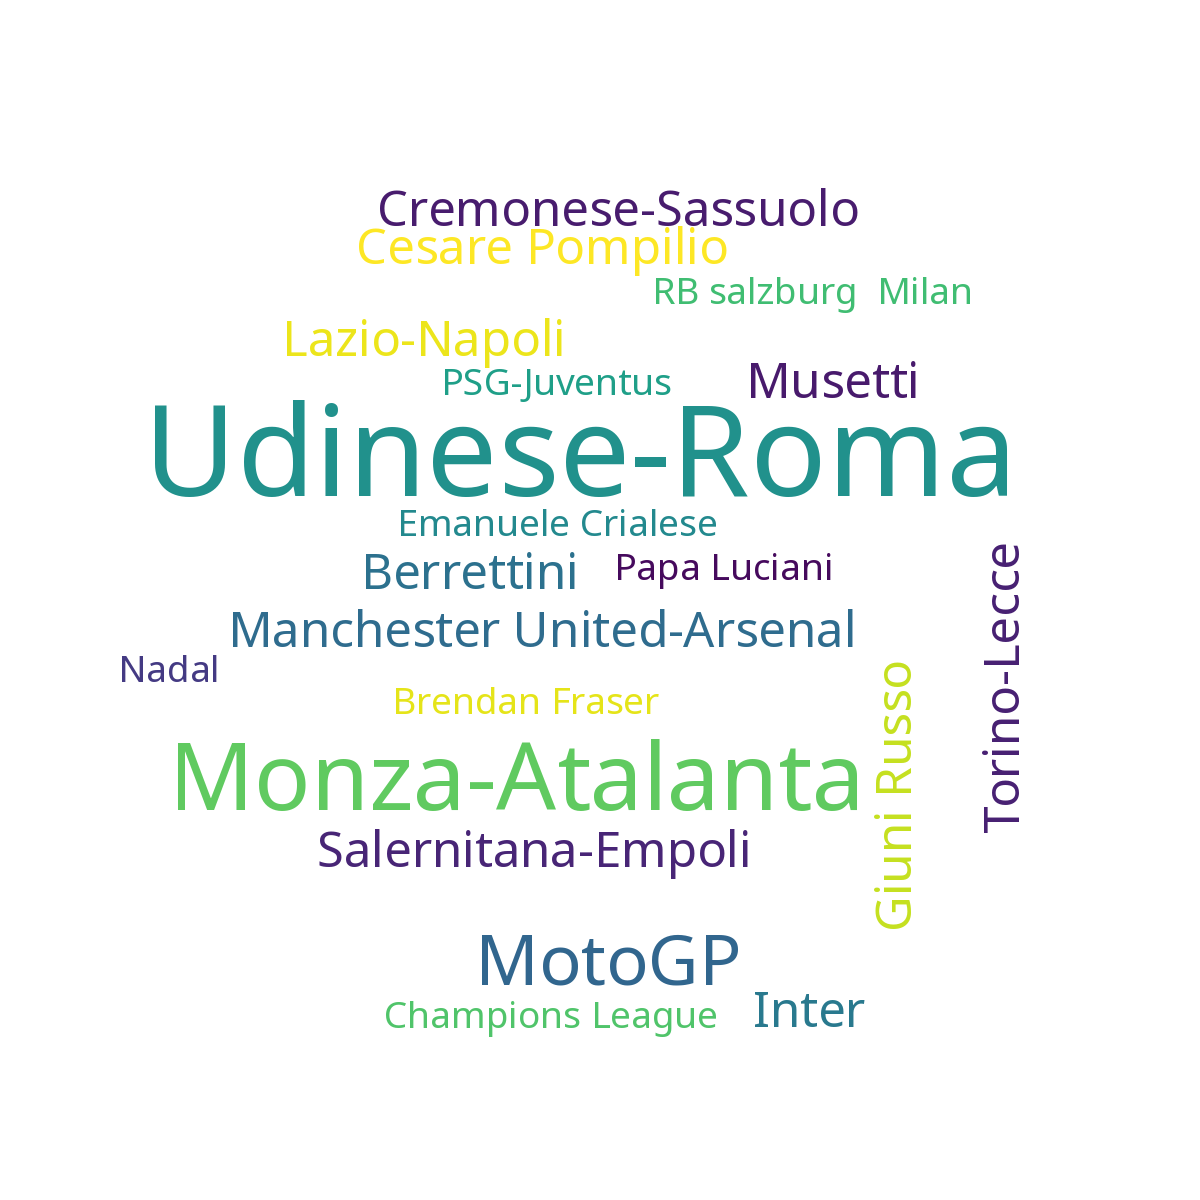 Cremonese-Sassuolo
Cesare Pompilio
RB salzburg  Milan
Lazio-Napoli
PSG-Juventus
Musetti
Udinese-Roma
Emanuele Crialese
Berrettini
Papa Luciani
Manchester United-Arsenal
Nadal
Brendan Fraser
Monza-Atalanta
Giuni Russo
Torino-Lecce
Salernitana-Empoli
MotoGP
Champions League
Inter